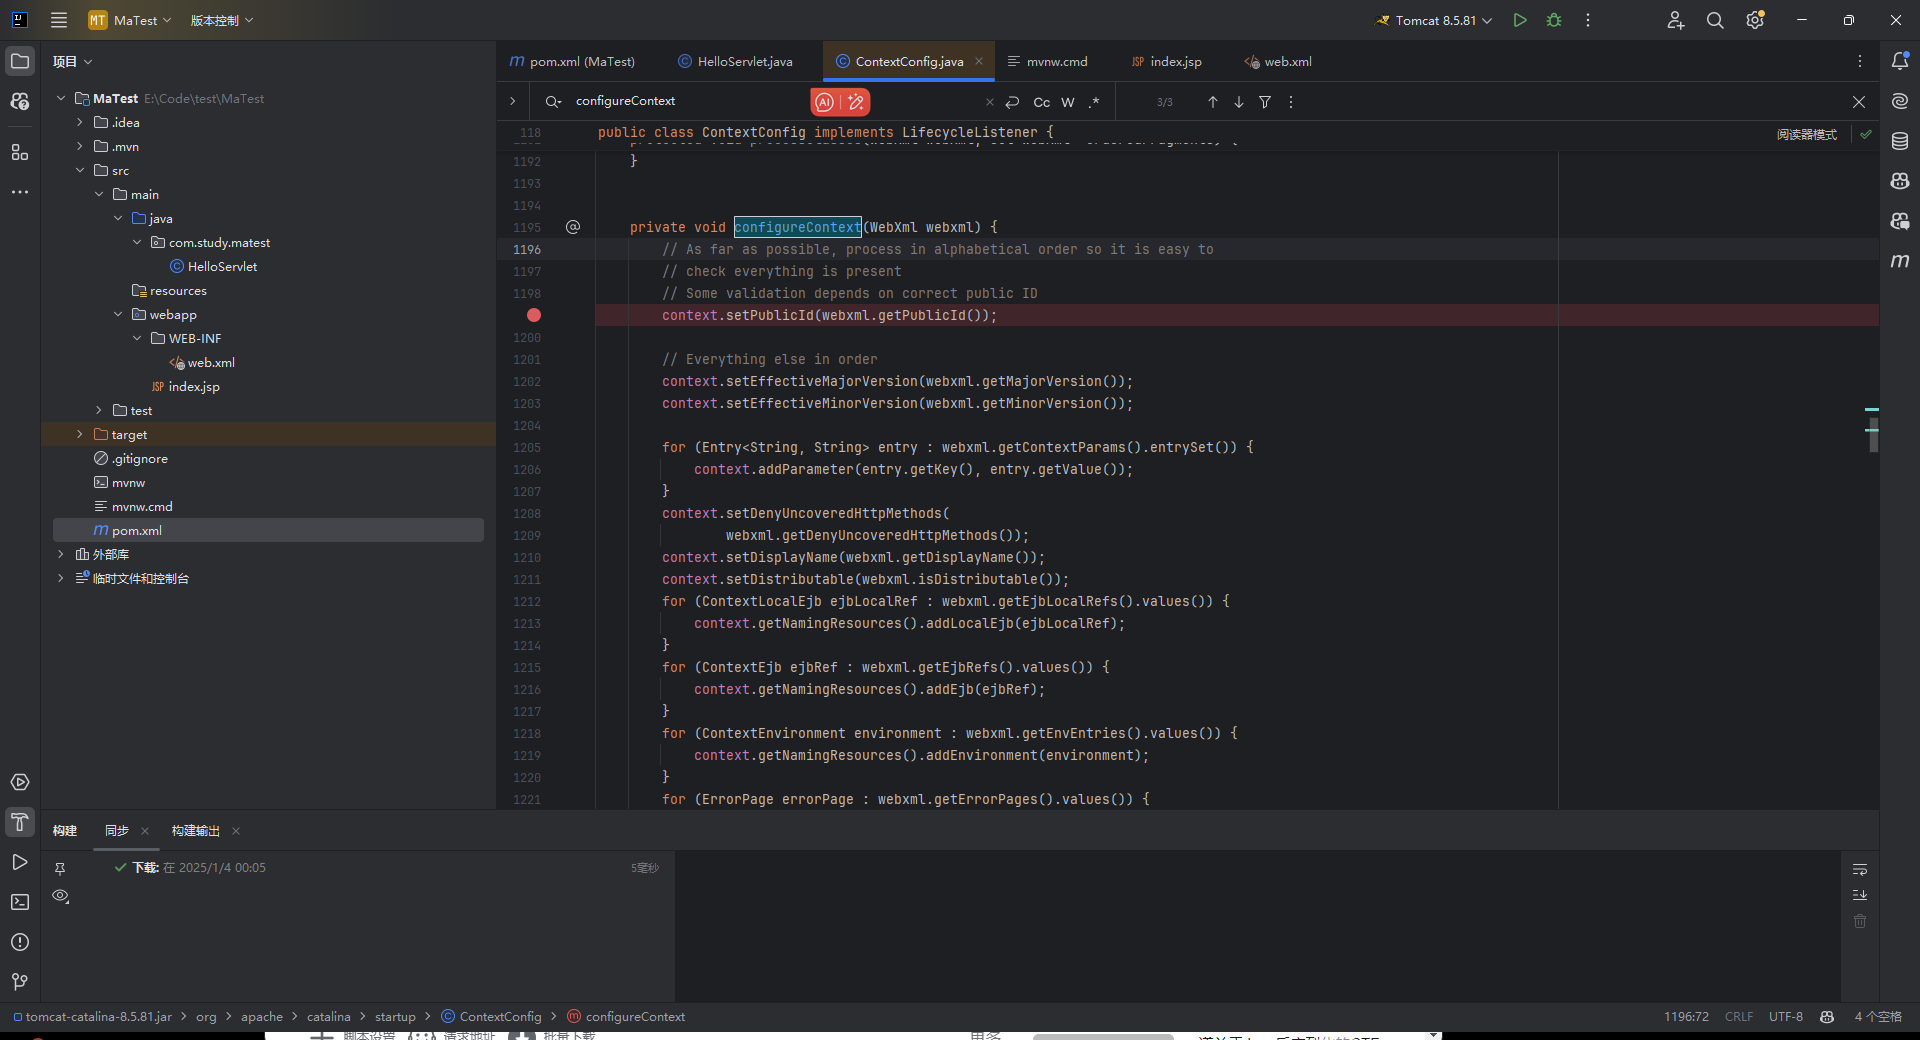 MT MaTest 版本控制 Tomcat 8.5.81
项目
pom.xml (MaTest) HelloServlet.java ContextConfig.java mvnw.cmd JSP index.jsp web.xml
configureContext AI Cc W .* 3/3
MaTest E:\Code\test\MaTest
.idea
.mvn
src
main
java
com.study.matest
HelloServlet
resources
webapp
WEB-INF
web.xml
JSP index.jsp
test
target
.gitignore
mvnw
mvnw.cmd
pom.xml
外部库
临时文件和控制台
118 public class ContextConfig implements LifecycleListener { 阅读器模式
1192 }
1193
1194
1195 private void configureContext(WebXml webxml) {
1196 // As far as possible, process in alphabetical order so it is easy to
1197 // check everything is present
1198 // Some validation depends on correct public ID
context.setPublicId(webxml.getPublicId());
1200
1201 // Everything else in order
1202 context.setEffectiveMajorVersion(webxml.getMajorVersion());
1203 context.setEffectiveMinorVersion(webxml.getMinorVersion());
1204
1205 for (Entry<String, String> entry : webxml.getContextParams().entrySet()) {
1206 context.addParameter(entry.getKey(), entry.getValue());
1207 }
1208 context.setDenyUncoveredHttpMethods(
1209 webxml.getDenyUncoveredHttpMethods());
1210 context.setDisplayName(webxml.getDisplayName());
1211 context.setDistributable(webxml.isDistributable());
1212 for (ContextLocalEjb ejbLocalRef : webxml.getEjbLocalRefs().values()) {
1213 context.getNamingResources().addLocalEjb(ejbLocalRef);
1214 }
1215 for (ContextEjb ejbRef : webxml.getEjbRefs().values()) {
1216 context.getNamingResources().addEjb(ejbRef);
1217 }
1218 for (ContextEnvironment environment : webxml.getEnvEntries().values()) {
1219 context.getNamingResources().addEnvironment(environment);
1220 }
1221 for (ErrorPage errorPage : webxml.getErrorPages().values()) {
构建 同步 构建输出
下载: 在 2025/1/4 00:05 5毫秒
tomcat-catalina-8.5.81.jar > org > apache > catalina > startup > ContextConfig > configureContext 1196:72 CRLF UTF-8 4 个空格